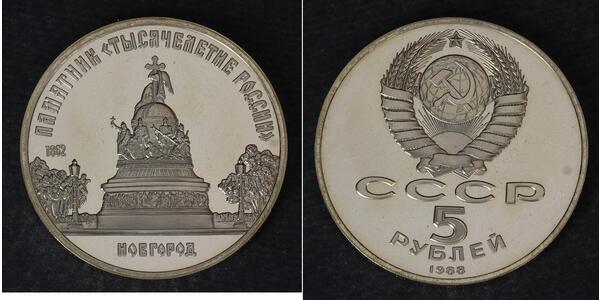 ПАМЯТНИК «ТЫСЯЧЕЛЕТИЕ РОССИИ»
1862
НОВГОРОД
СССР
5
РУБЛЕЙ
1988